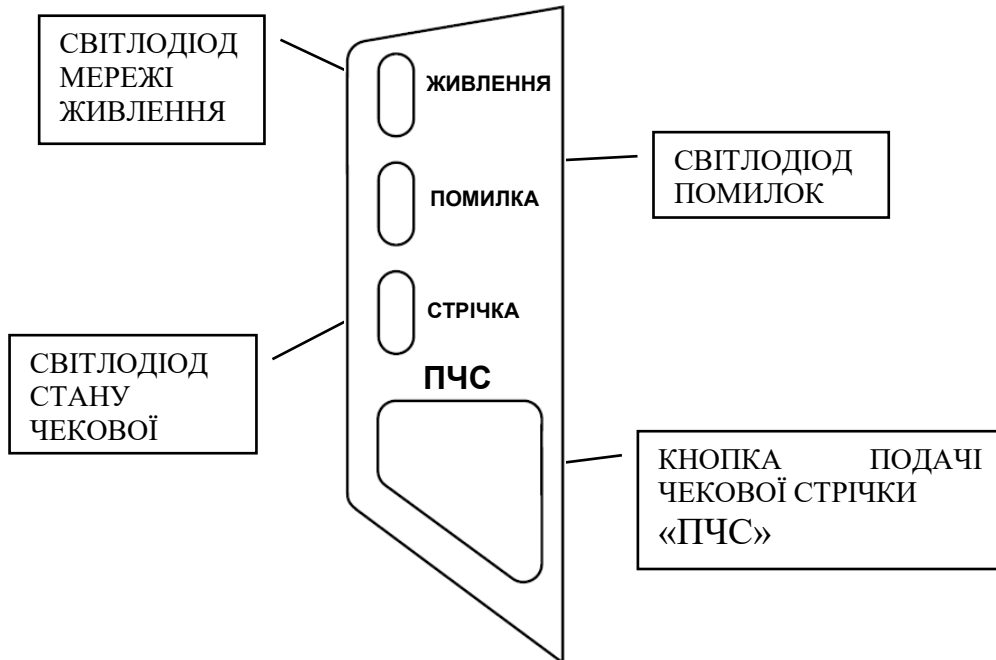 СВІТЛОДІОД
МЕРЕЖІ
ЖИВЛЕННЯ
ЖИВЛЕННЯ
СВІТЛОДІОД
ПОМИЛОК
ПОМИЛКА
СТРІЧКА
СВІТЛОДІОД
СТАНУ
ЧЕКОВОЇ
ПЧС
КНОПКА ПОДАЧІ
ЧЕКОВОЇ СТРІЧКИ
«ПЧС»